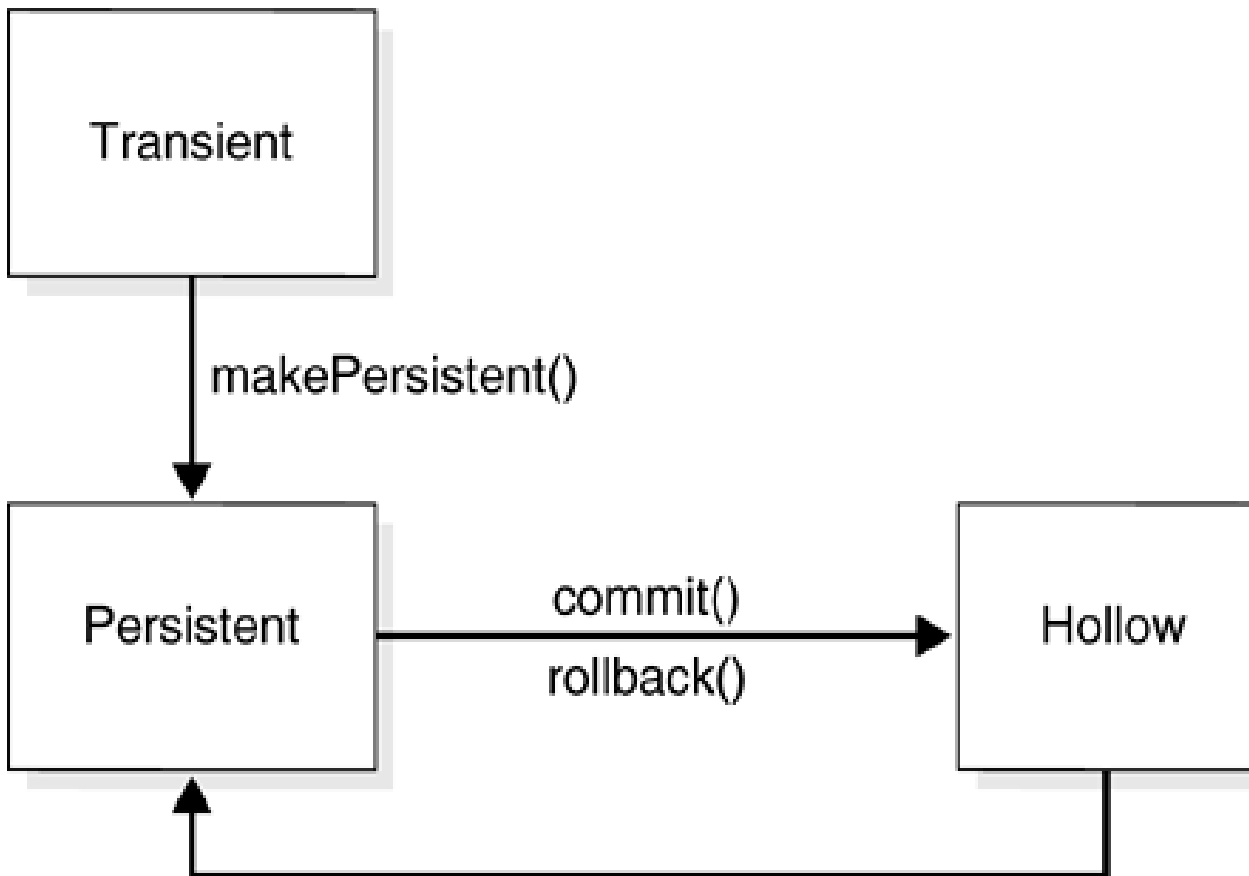 Transient
makePersistent()
Persistent
commit()
rollback()
Hollow